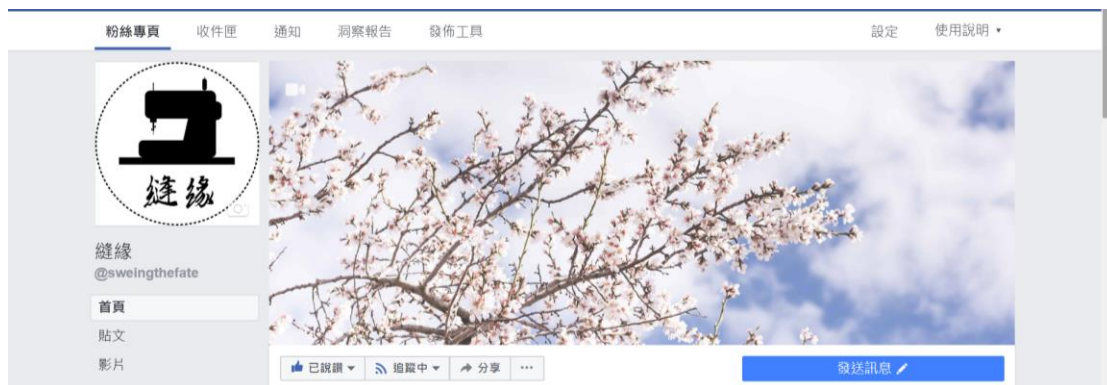 粉絲專頁 收件匣 通知 洞察報告 發佈工具 設定 使用說明
縫緣
縫緣
@sweingthefate
首頁
貼文
影片
已說讚 追蹤中 分享 ··· 發送訊息